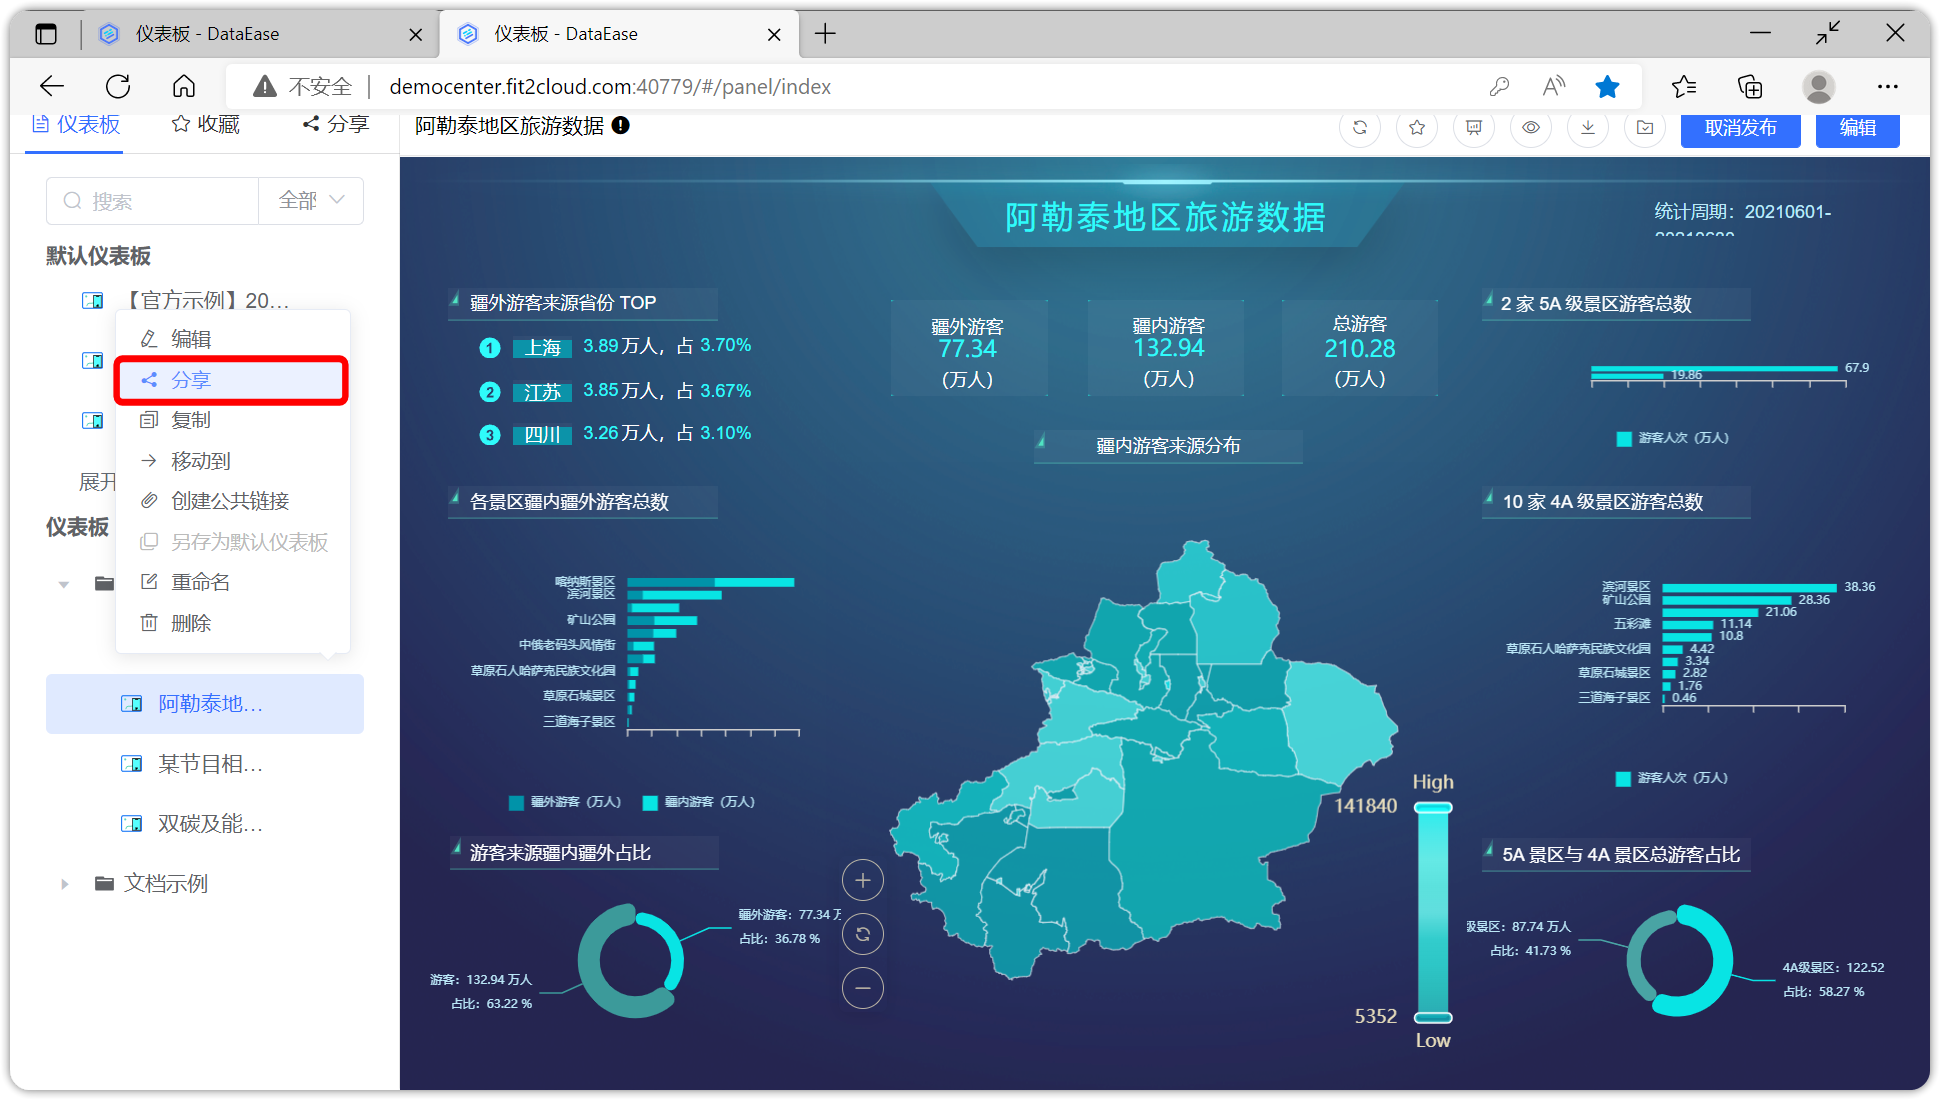 仪表板 - DataEase
仪表板 - DataEase
不安全
democenter.fit2cloud.com:40779/#/panel/index
仪表板
收藏
分享
阿勒泰地区旅游数据
取消发布
编辑
搜索
全部
默认仪表板
【官方示例】20...
编辑
分享
复制
移动到
创建公共链接
另存为默认仪表板
重命名
删除
展开
仪表板
阿勒泰地...
某节目相...
双碳及能...
文档示例
阿勒泰地区旅游数据
统计周期：20210601-
疆外游客来源省份 TOP
1 上海 3.89万人，占 3.70%
2 江苏 3.85万人，占 3.67%
3 四川 3.26万人，占 3.10%
疆外游客
77.34
(万人)
疆内游客
132.94
(万人)
总游客
210.28
(万人)
疆内游客来源分布
2 家 5A 级景区游客总数
67.9
19.86
游客人次（万人）
各景区疆内疆外游客总数
喀纳斯景区
滨河景区
矿山公园
中俄老码头风情街
草原石人哈萨克民族文化园
草原石城景区
三道海子景区
疆外游客（万人）
疆内游客（万人）
10 家 4A 级景区游客总数
滨河景区 38.36
矿山公园 28.36
21.06
五彩滩 11.14
10.8
草原石人哈萨克民族文化园 4.42
3.34
草原石城景区 2.82
1.76
三道海子景区 0.46
游客人次（万人）
High
141840
5352
Low
游客来源疆内疆外占比
疆外游客：77.34 万
占比：36.78 %
游客：132.94 万人
占比：63.22 %
5A 景区与 4A 景区总游客占比
级景区：87.74 万人
占比：41.73 %
4A级景区：122.52
占比：58.27 %